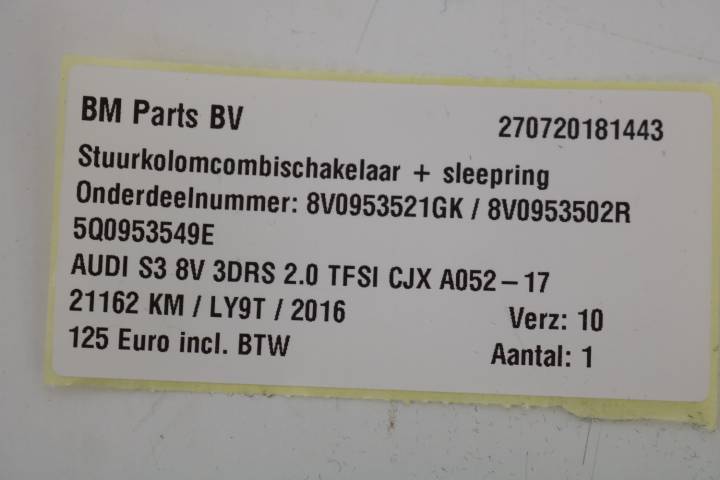 BM Parts BV 270720181443
Stuurkolomcombischakelaar + sleepring
Onderdeelnummer: 8V0953521GK / 8V0953502R
5Q0953549E
AUDI S3 8V 3DRS 2.0 TFSI CJX A052 – 17
21162 KM / LY9T / 2016 Verz: 10
125 Euro incl. BTW Aantal: 1